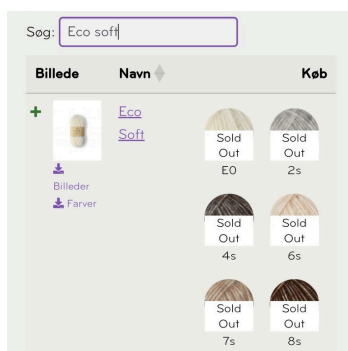 Søg: Eco soft
Billede Navn Køb
Eco
Soft
Billeder
Farver
Sold
Out
E0
Sold
Out
2s
Sold
Out
4s
Sold
Out
6s
Sold
Out
7s
Sold
Out
8s